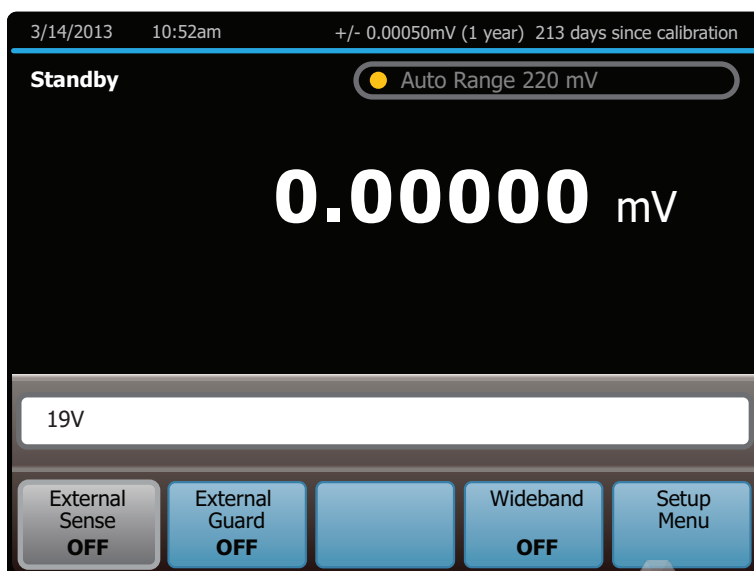 3/14/2013 10:52am +/- 0.00050mV (1 year) 213 days since calibration
Standby Auto Range 220 mV
0.00000 mV
19V
External Sense OFF
External Guard OFF
Wideband OFF
Setup Menu